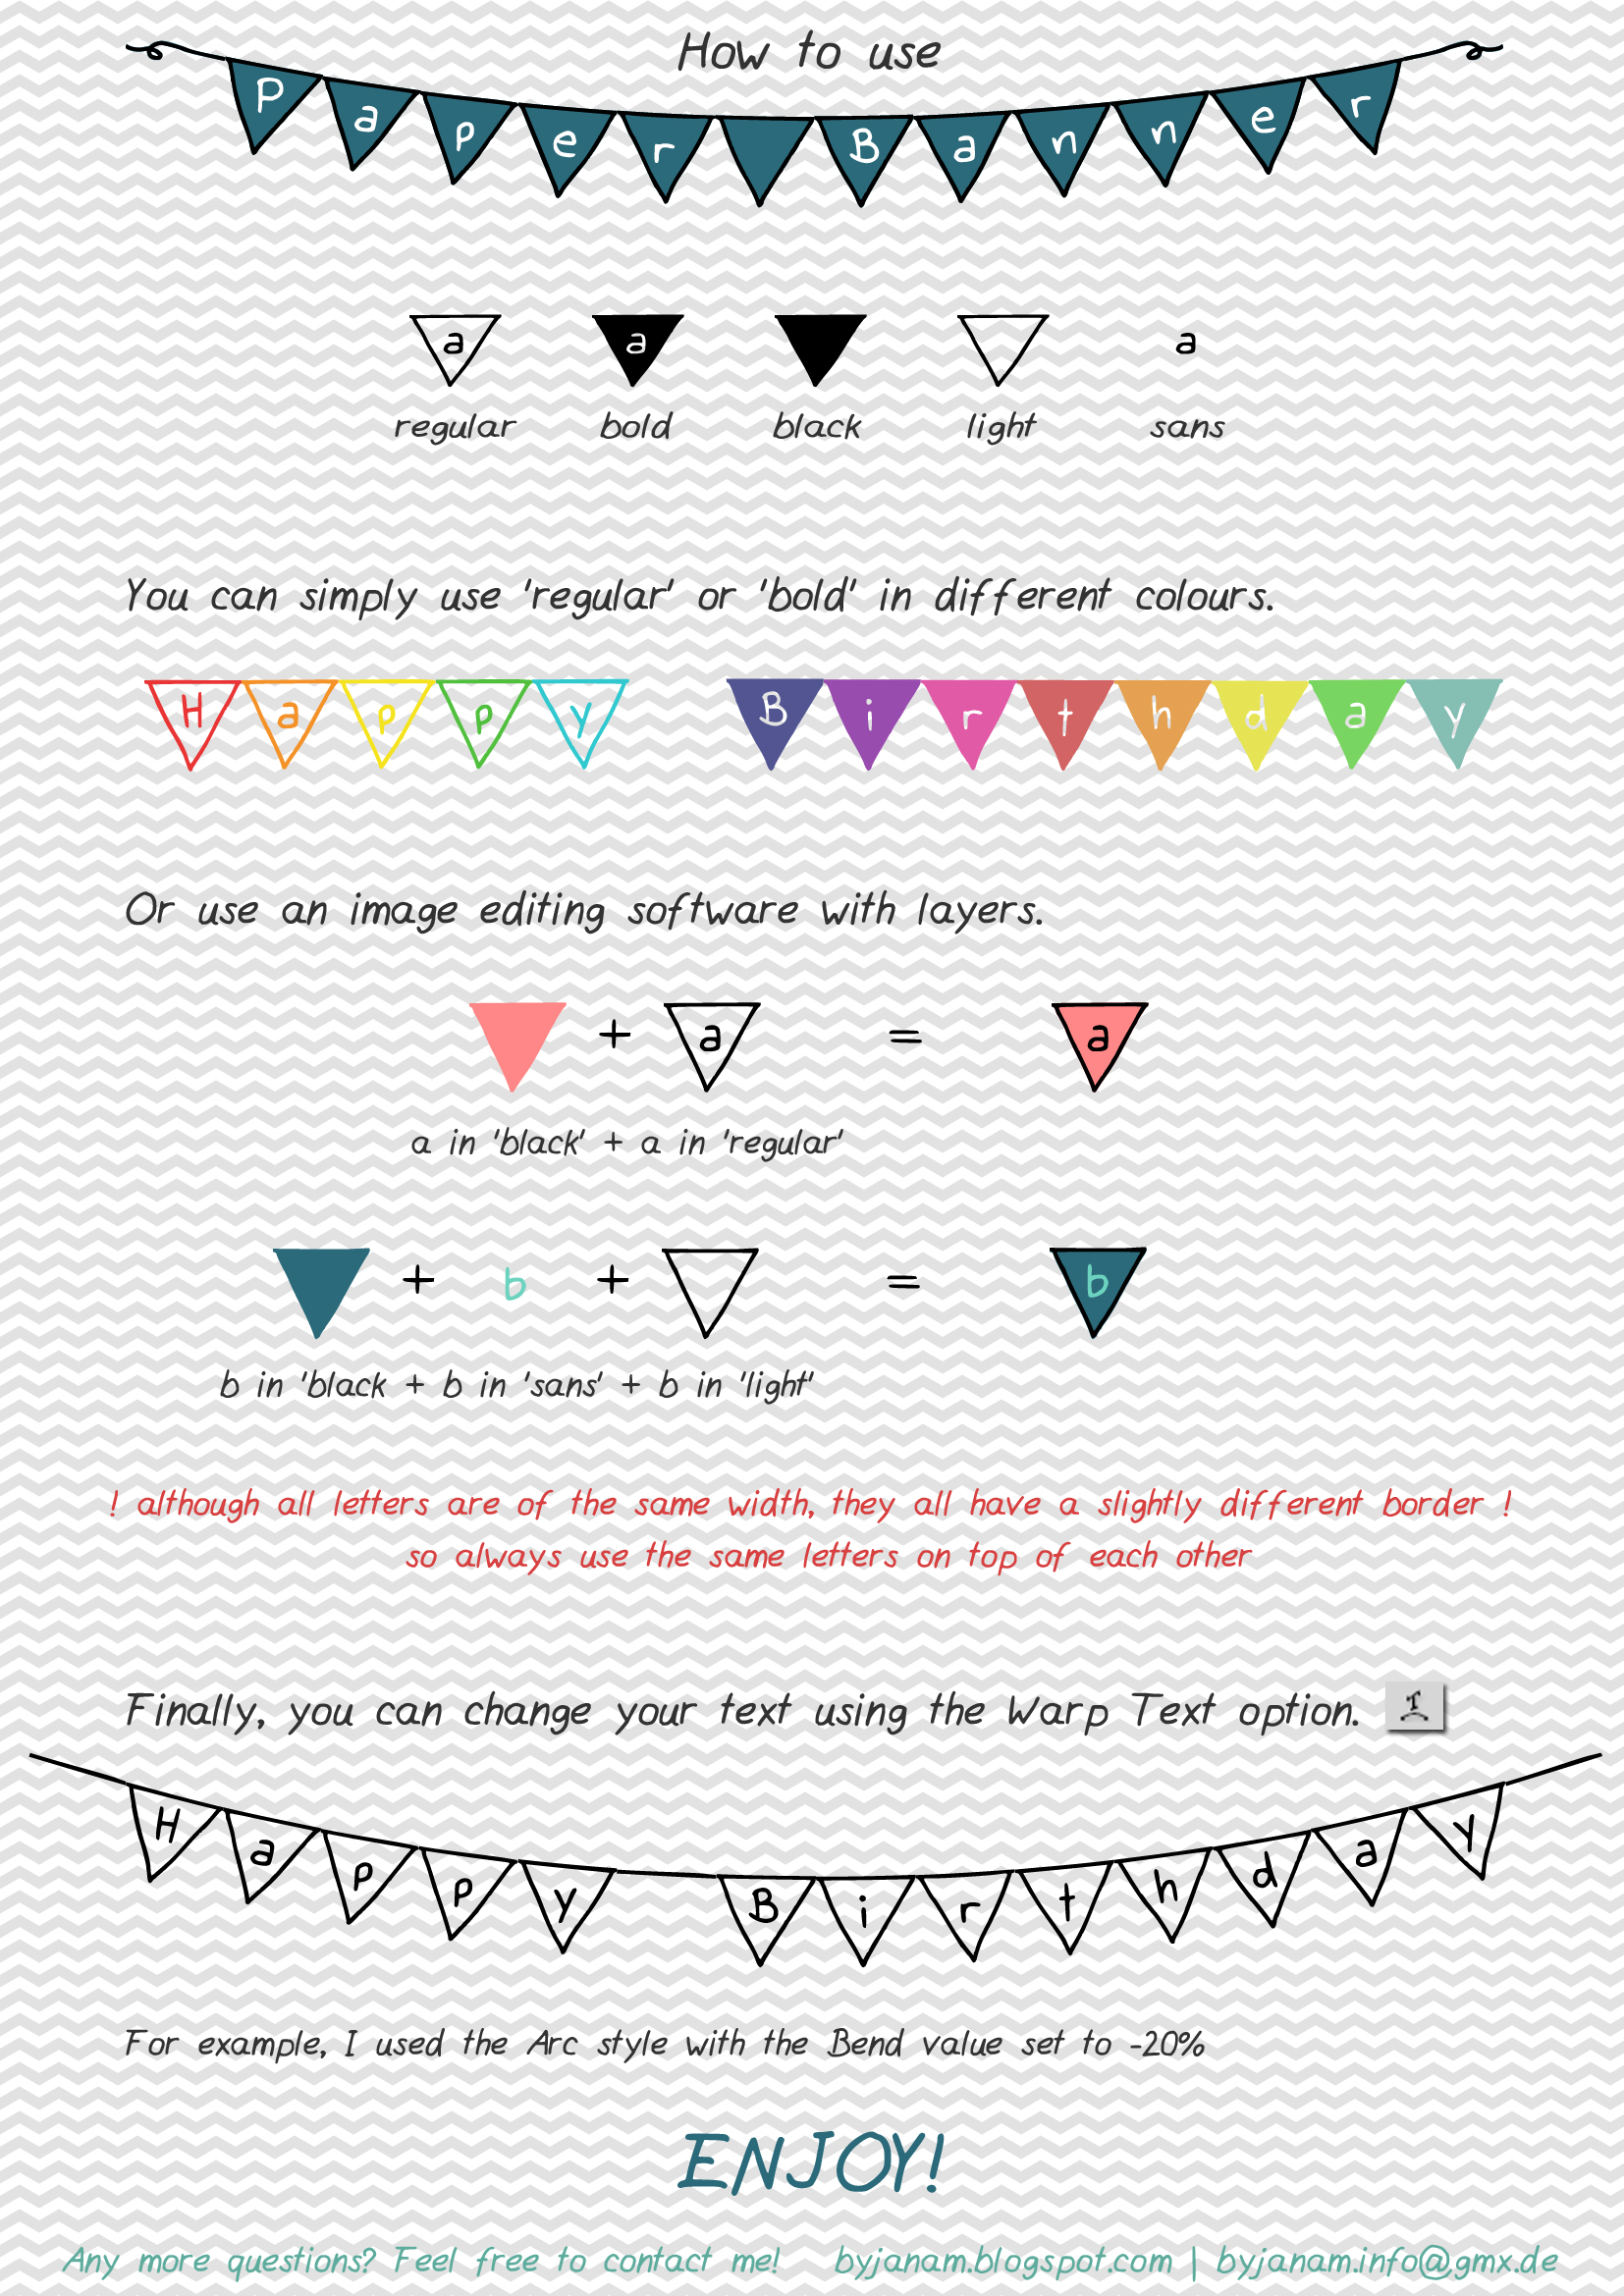 How to use
Paper Banner
a a a
regular bold black light sans
You can simply use 'regular' or 'bold' in different colours.
Happy Birthday
Or use an image editing software with layers.
+ a = a
a in 'black' + a in 'regular'
+ b + = b
b in 'black + b in 'sans' + b in 'light'
! although all letters are of the same width, they all have a slightly different border !
so always use the same letters on top of each other
Finally, you can change your text using the Warp Text option.
Happy Birthday
For example, I used the Arc style with the Bend value set to -20%
ENJOY!
Any more questions? Feel free to contact me! byjanam.blogspot.com | byjanam.info@gmx.de